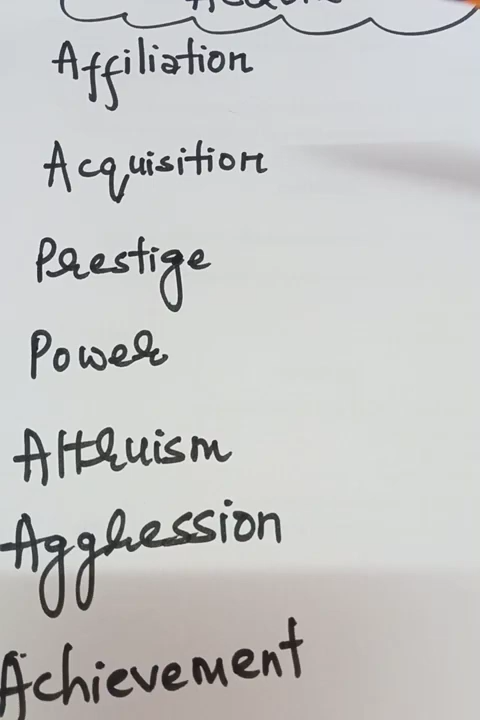 Affiliation
Acquisition
Prestige
Power
Altruism
Aggression
Achievement